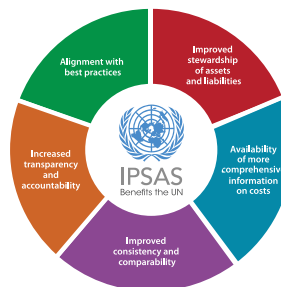 Alignment with
best practices
Improved
stewardship
of assets
and liabilities
Availability
of more
comprehensive
information
on costs
Improved
consistency and
comparability
Increased
transparency
and
accountability
IPSAS
Benefits the UN